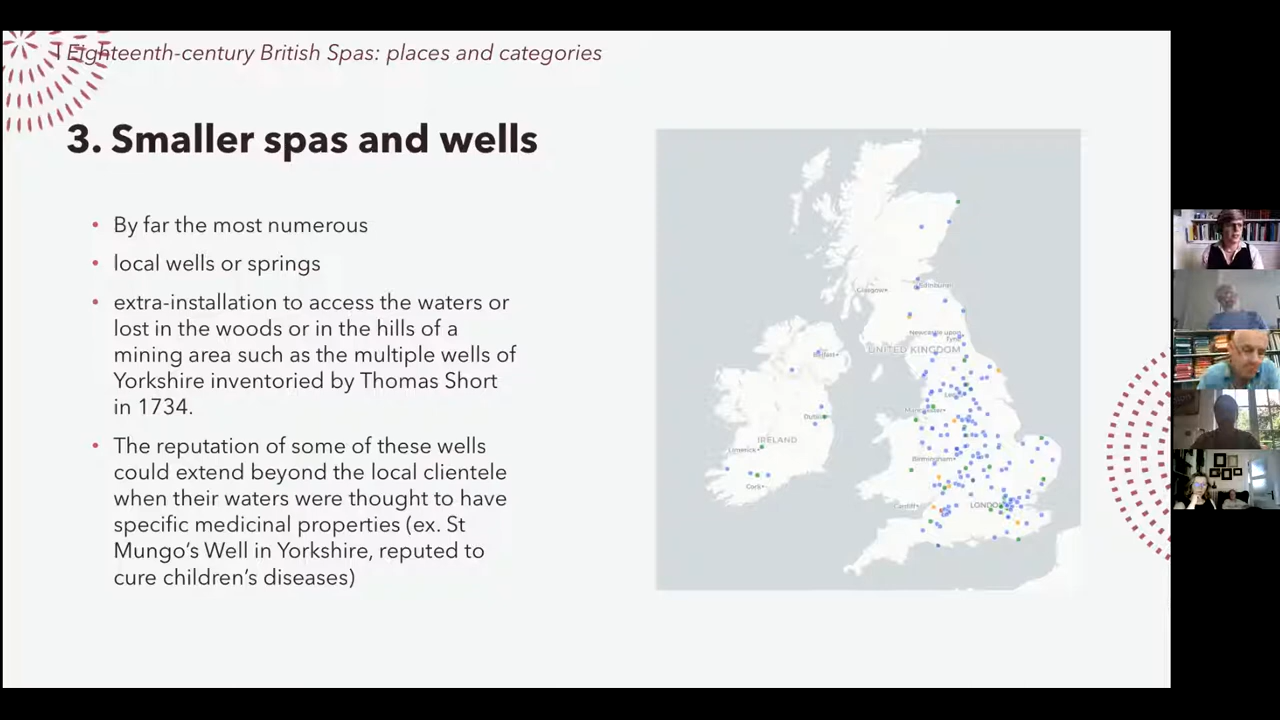 I Eighteenth-century British Spas: places and categories
3. Smaller spas and wells
• By far the most numerous
• local wells or springs
• extra-installation to access the waters or
lost in the woods or in the hills of a
mining area such as the multiple wells of
Yorkshire inventoried by Thomas Short
in 1734.
• The reputation of some of these wells
could extend beyond the local clientele
when their waters were thought to have
specific medicinal properties (ex. St
Mungo's Well in Yorkshire, reputed to
cure children's diseases)
Glasgow
Edinburgh
Newcastle upon
Tyne
UNITED KINGDOM
Belfast
Manchester
Dublin
IRELAND
Limerick
Birmingham
Cork
Cardiff
LONDON